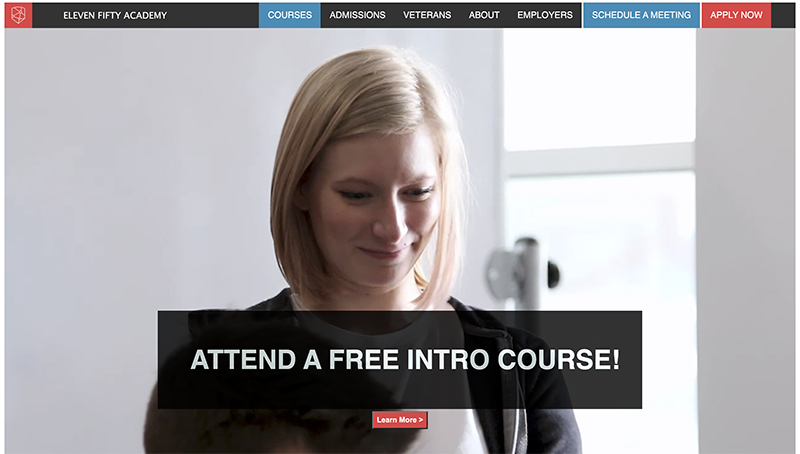 ELEVEN FIFTY ACADEMY COURSES ADMISSIONS VETERANS ABOUT EMPLOYERS SCHEDULE A MEETING APPLY NOW
ATTEND A FREE INTRO COURSE!
Learn More >